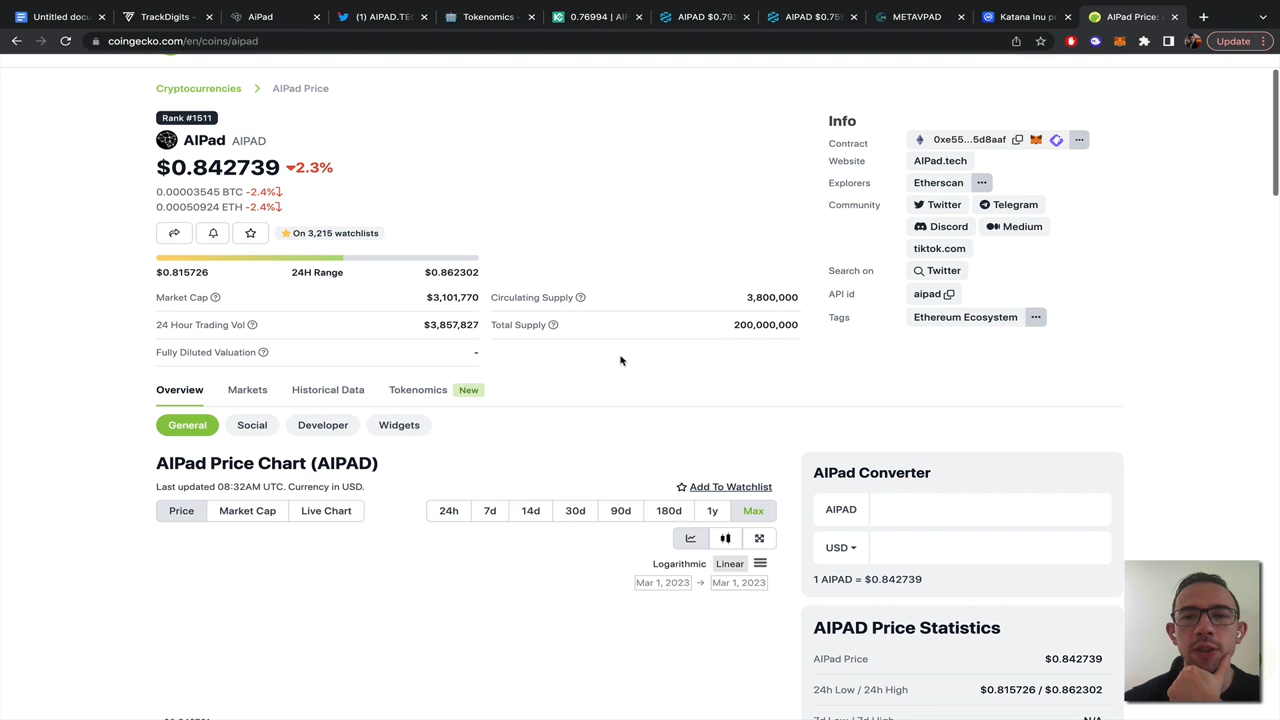 Untitled docu
TrackDigits -
AiPad
(1) AIPAD.TEC
Tokenomics -
0.76994 | AI
AIPAD $0.793
AIPAD $0.755
METAVPAD
Katana Inu pr
AIPad Price: A
coingecko.com/en/coins/aipad
Update
Cryptocurrencies > AIPad Price
Rank #1511
AIPad AIPAD
$0.842739 2.3%
0.00003545 BTC -2.4%
0.00050924 ETH -2.4%
On 3,215 watchlists
$0.815726 24H Range $0.862302
Market Cap $3,101,770
Circulating Supply 3,800,000
24 Hour Trading Vol $3,857,827
Total Supply 200,000,000
Fully Diluted Valuation -
Info
Contract 0xe55...5d8aaf
Website AIPad.tech
Explorers Etherscan
Community Twitter Telegram
Discord Medium
tiktok.com
Search on Twitter
API id aipad
Tags Ethereum Ecosystem
Overview Markets Historical Data Tokenomics New
General Social Developer Widgets
AIPad Price Chart (AIPAD)
Last updated 08:32AM UTC. Currency in USD.
Add To Watchlist
Price Market Cap Live Chart
24h 7d 14d 30d 90d 180d 1y Max
Logarithmic Linear
Mar 1, 2023 → Mar 1, 2023
AIPad Converter
AIPAD
USD
1 AIPAD = $0.842739
AIPAD Price Statistics
AIPad Price $0.842739
24h Low / 24h High $0.815726 / $0.862302